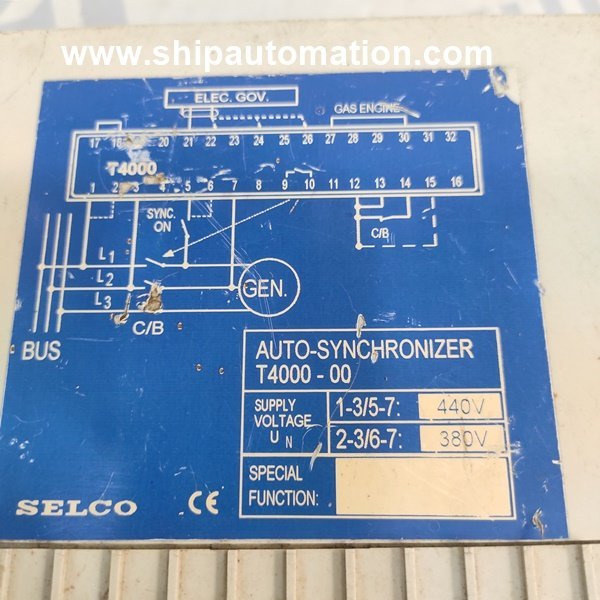 www.shipautomation.com
ELEC. GOV.
GAS ENGINE
17 18 20 21 22 23 24 25 26 27 28 29 30 31 32
T4000
1 2 3 4 5 6 7 8 9 10 11 12 13 14 15 16
SYNC.
ON
C/B
L1
L2
GEN.
L3
BUS
C/B
AUTO-SYNCHRONIZER
T4000 - 00
SUPPLY VOLTAGE UN
1-3/5-7: 440V
2-3/6-7: 380V
SPECIAL
FUNCTION:
SELCO CE